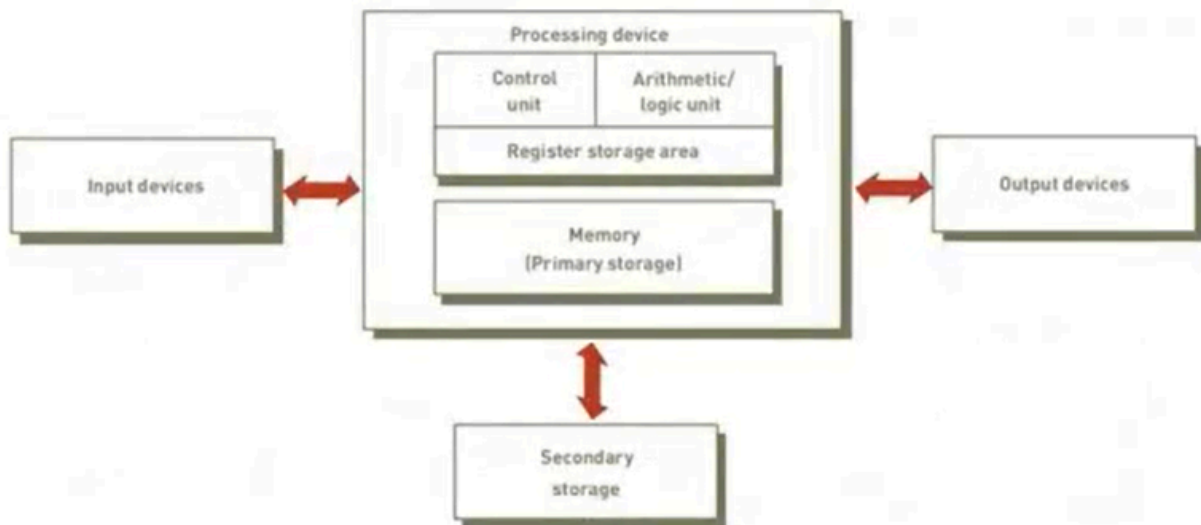 Processing device
Control
unit
Arithmetic/
logic unit
Register storage area
Input devices
Output devices
Memory
(Primary storage)
Secondary
storage